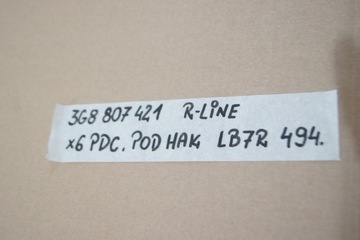 3G8 807 421 R-LINE
x6 PDC. POD HAK LB7R 494.